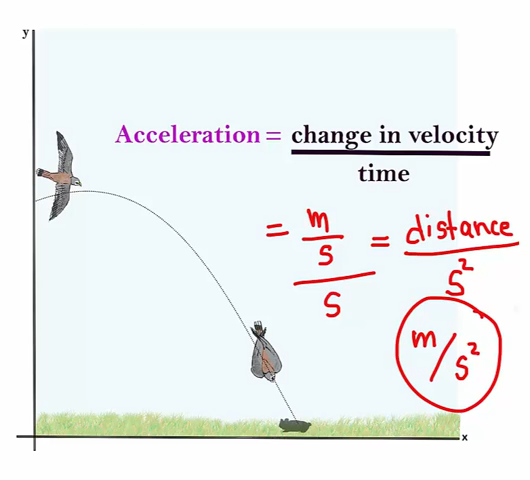 y
Acceleration = change in velocity
time
= m/s / s = distance / s²
m/s²
x